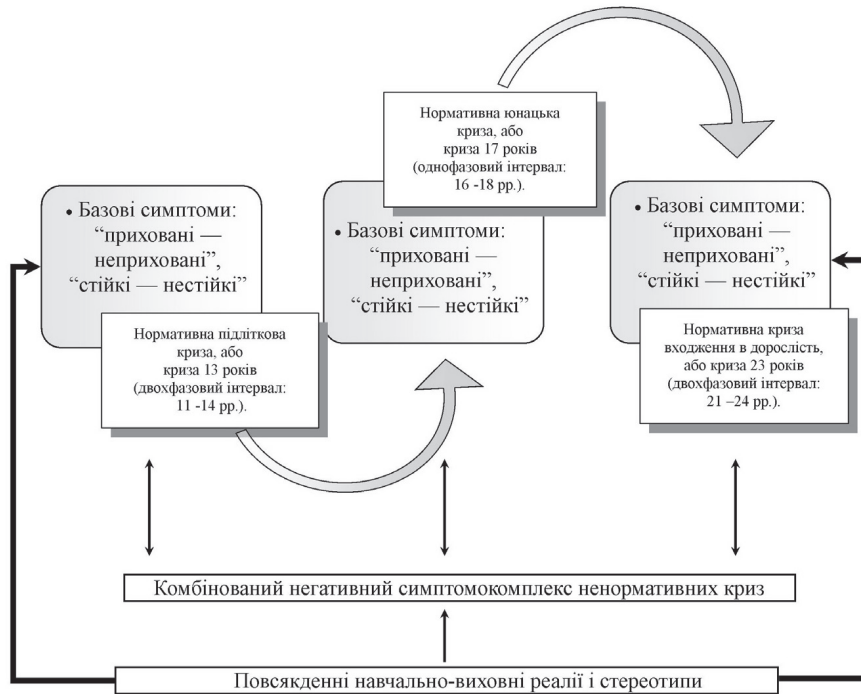 • Базові симптоми:
“приховані —
неприховані”,
“стійкі — нестійкі”
Нормативна підліткова
криза, або
криза 13 років
(двохфазовий інтервал:
11 -14 рр.).
Нормативна юнацька
криза, або
криза 17 років
(однофазовий інтервал:
16 -18 рр.).
• Базові симптоми:
“приховані —
неприховані”,
“стійкі — нестійкі”
• Базові симптоми:
“приховані —
неприховані”,
“стійкі — нестійкі”
Нормативна криза
входження в дорослість,
або криза 23 років
(двохфазовий інтервал:
21 –24 рр.).
Комбінований негативний симптомокомплекс ненормативних криз
Повсякденні навчально-виховні реалії і стереотипи